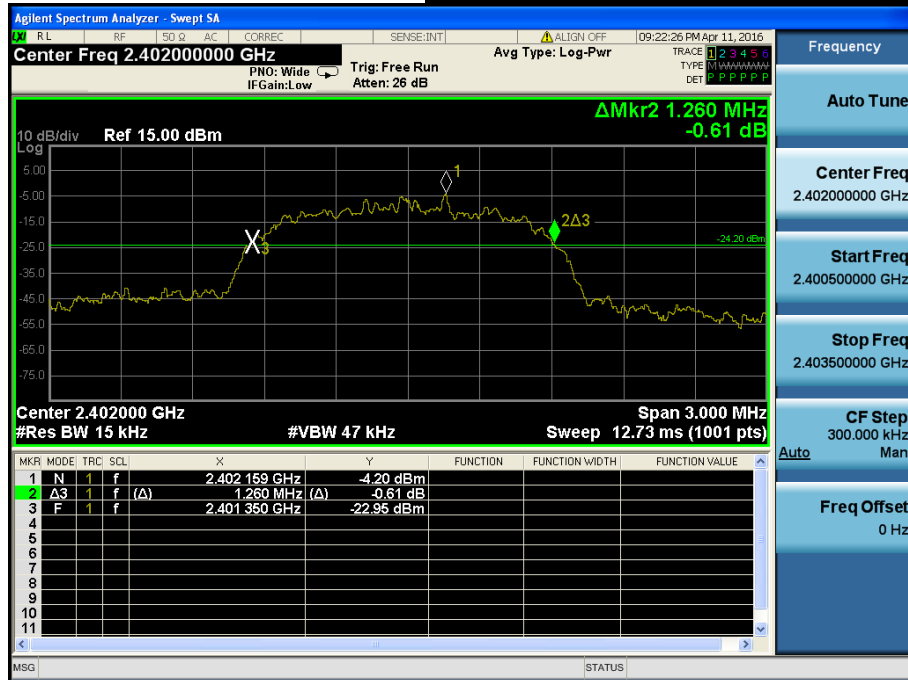 Agilent Spectrum Analyzer - Swept SA
LXI RL RF 50 Ω AC CORREC SENSE:INT ALIGN OFF 09:22:26 PM Apr 11, 2016
Center Freq 2.402000000 GHz
PNO: Wide
IFGain:Low
Trig: Free Run
Atten: 26 dB
Avg Type: Log-Pwr
TRACE 1 2 3 4 5 6
TYPE M W W W W W
DET P P P P P P
ΔMkr2 1.260 MHz
-0.61 dB
10 dB/div Ref 15.00 dBm
Log
5.00
-5.00
-15.0
-25.0
-35.0
-45.0
-55.0
-65.0
-75.0
1
2Δ3
3
-24.20 dBm
Center 2.402000 GHz Span 3.000 MHz
#Res BW 15 kHz #VBW 47 kHz Sweep 12.73 ms (1001 pts)
MKR MODE TRC SCL X Y FUNCTION FUNCTION WIDTH FUNCTION VALUE
1 N 1 f 2.402 159 GHz -4.20 dBm
2 Δ3 1 f (Δ) 1.260 MHz (Δ) -0.61 dB
3 F 1 f 2.401 350 GHz -22.95 dBm
4
5
6
7
8
9
10
11
MSG STATUS
Frequency
Auto Tune
Center Freq
2.402000000 GHz
Start Freq
2.400500000 GHz
Stop Freq
2.403500000 GHz
CF Step
300.000 kHz
Auto Man
Freq Offset
0 Hz